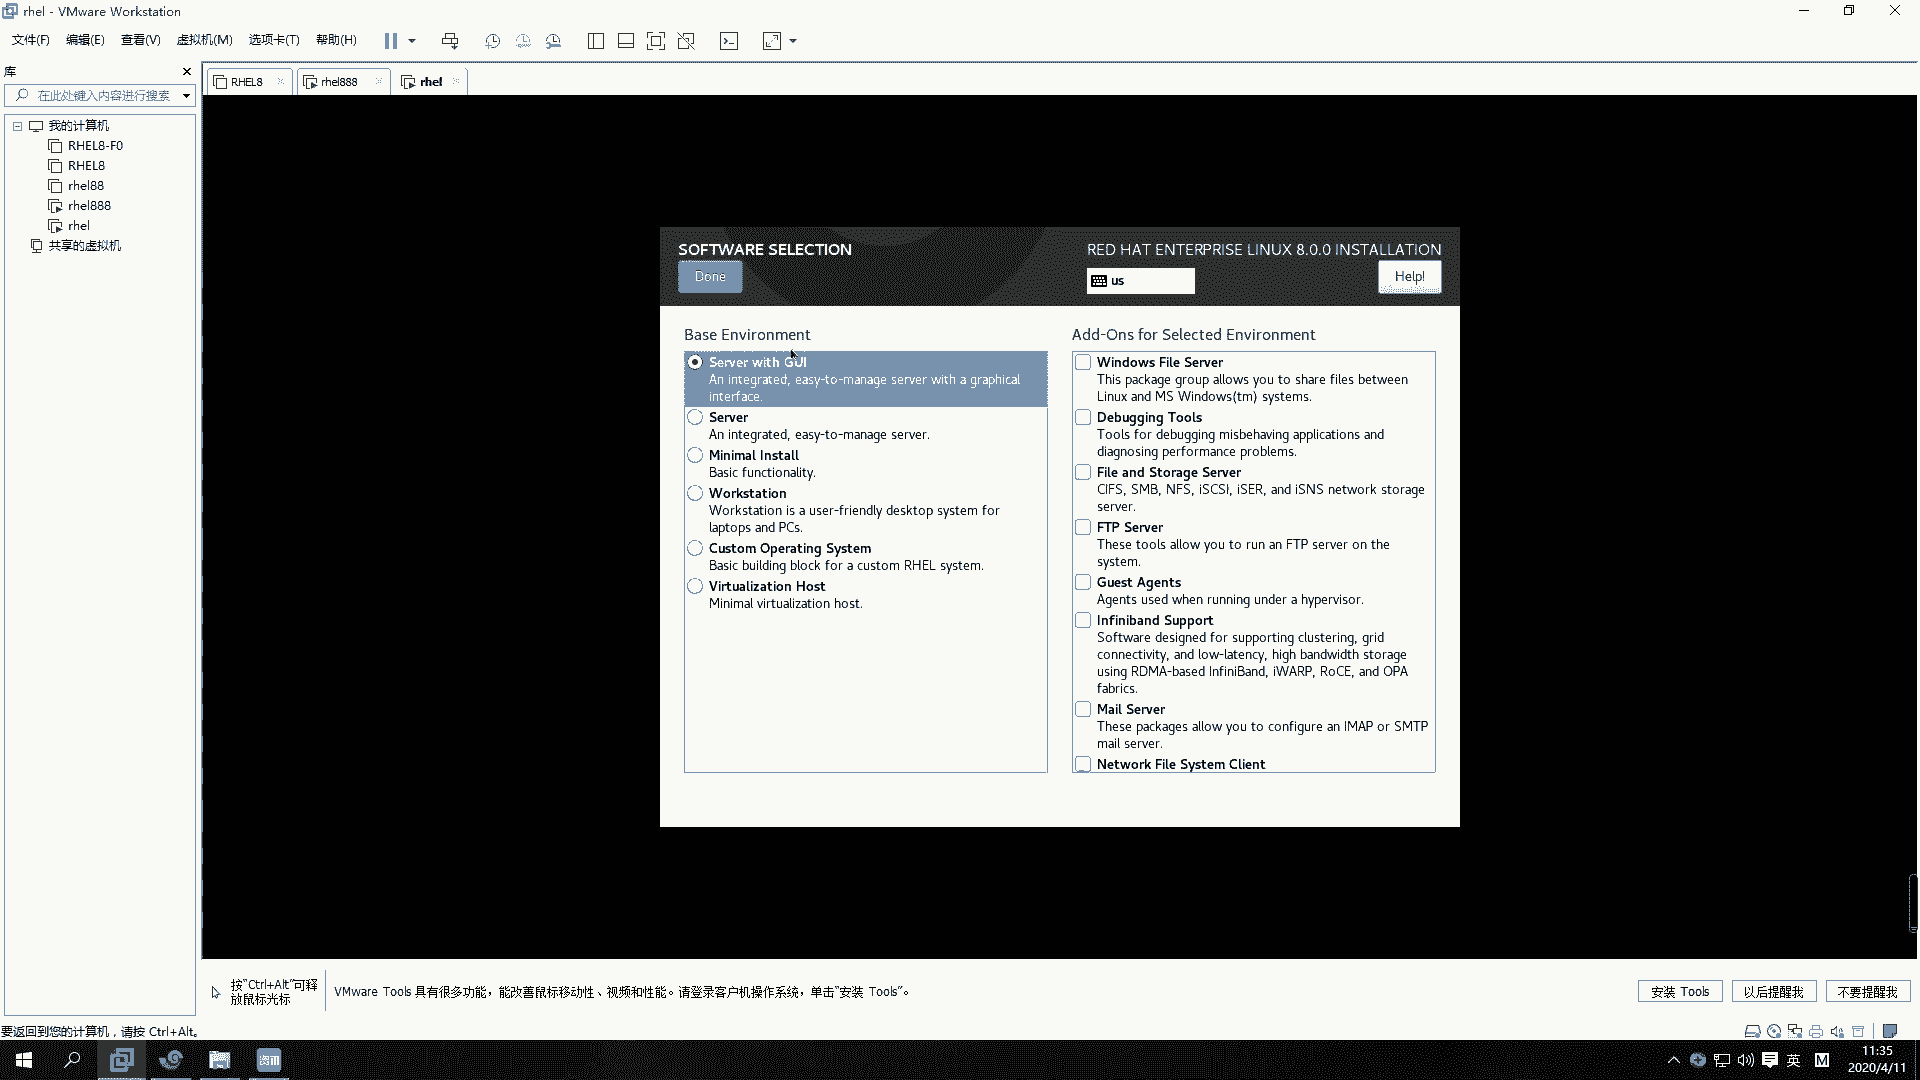 rhel - VMware Workstation
文件(F) 编辑(E) 查看(V) 虚拟机(M) 选项卡(T) 帮助(H)
库
在此处键入内容进行搜索
我的计算机
RHEL8-F0
RHEL8
rhel88
rhel888
rhel
共享的虚拟机
RHEL8 rhel888 rhel
SOFTWARE SELECTION
Done
RED HAT ENTERPRISE LINUX 8.0.0 INSTALLATION
us
Help!
Base Environment
Server with GUI
An integrated, easy-to-manage server with a graphical
interface.
Server
An integrated, easy-to-manage server.
Minimal Install
Basic functionality.
Workstation
Workstation is a user-friendly desktop system for
laptops and PCs.
Custom Operating System
Basic building block for a custom RHEL system.
Virtualization Host
Minimal virtualization host.
Add-Ons for Selected Environment
Windows File Server
This package group allows you to share files between
Linux and MS Windows(tm) systems.
Debugging Tools
Tools for debugging misbehaving applications and
diagnosing performance problems.
File and Storage Server
CIFS, SMB, NFS, iSCSI, iSER, and iSNS network storage
server.
FTP Server
These tools allow you to run an FTP server on the
system.
Guest Agents
Agents used when running under a hypervisor.
Infiniband Support
Software designed for supporting clustering, grid
connectivity, and low-latency, high bandwidth storage
using RDMA-based InfiniBand, iWARP, RoCE, and OPA
fabrics.
Mail Server
These packages allow you to configure an IMAP or SMTP
mail server.
Network File System Client
按"Ctrl+Alt"可释
放鼠标光标
VMware Tools 具有很多功能，能改善鼠标移动性、视频和性能。请登录客户机操作系统，单击"安装 Tools"。
安装 Tools 以后提醒我 不要提醒我
要返回到您的计算机，请按 Ctrl+Alt。
资讯
英 M
11:35
2020/4/11